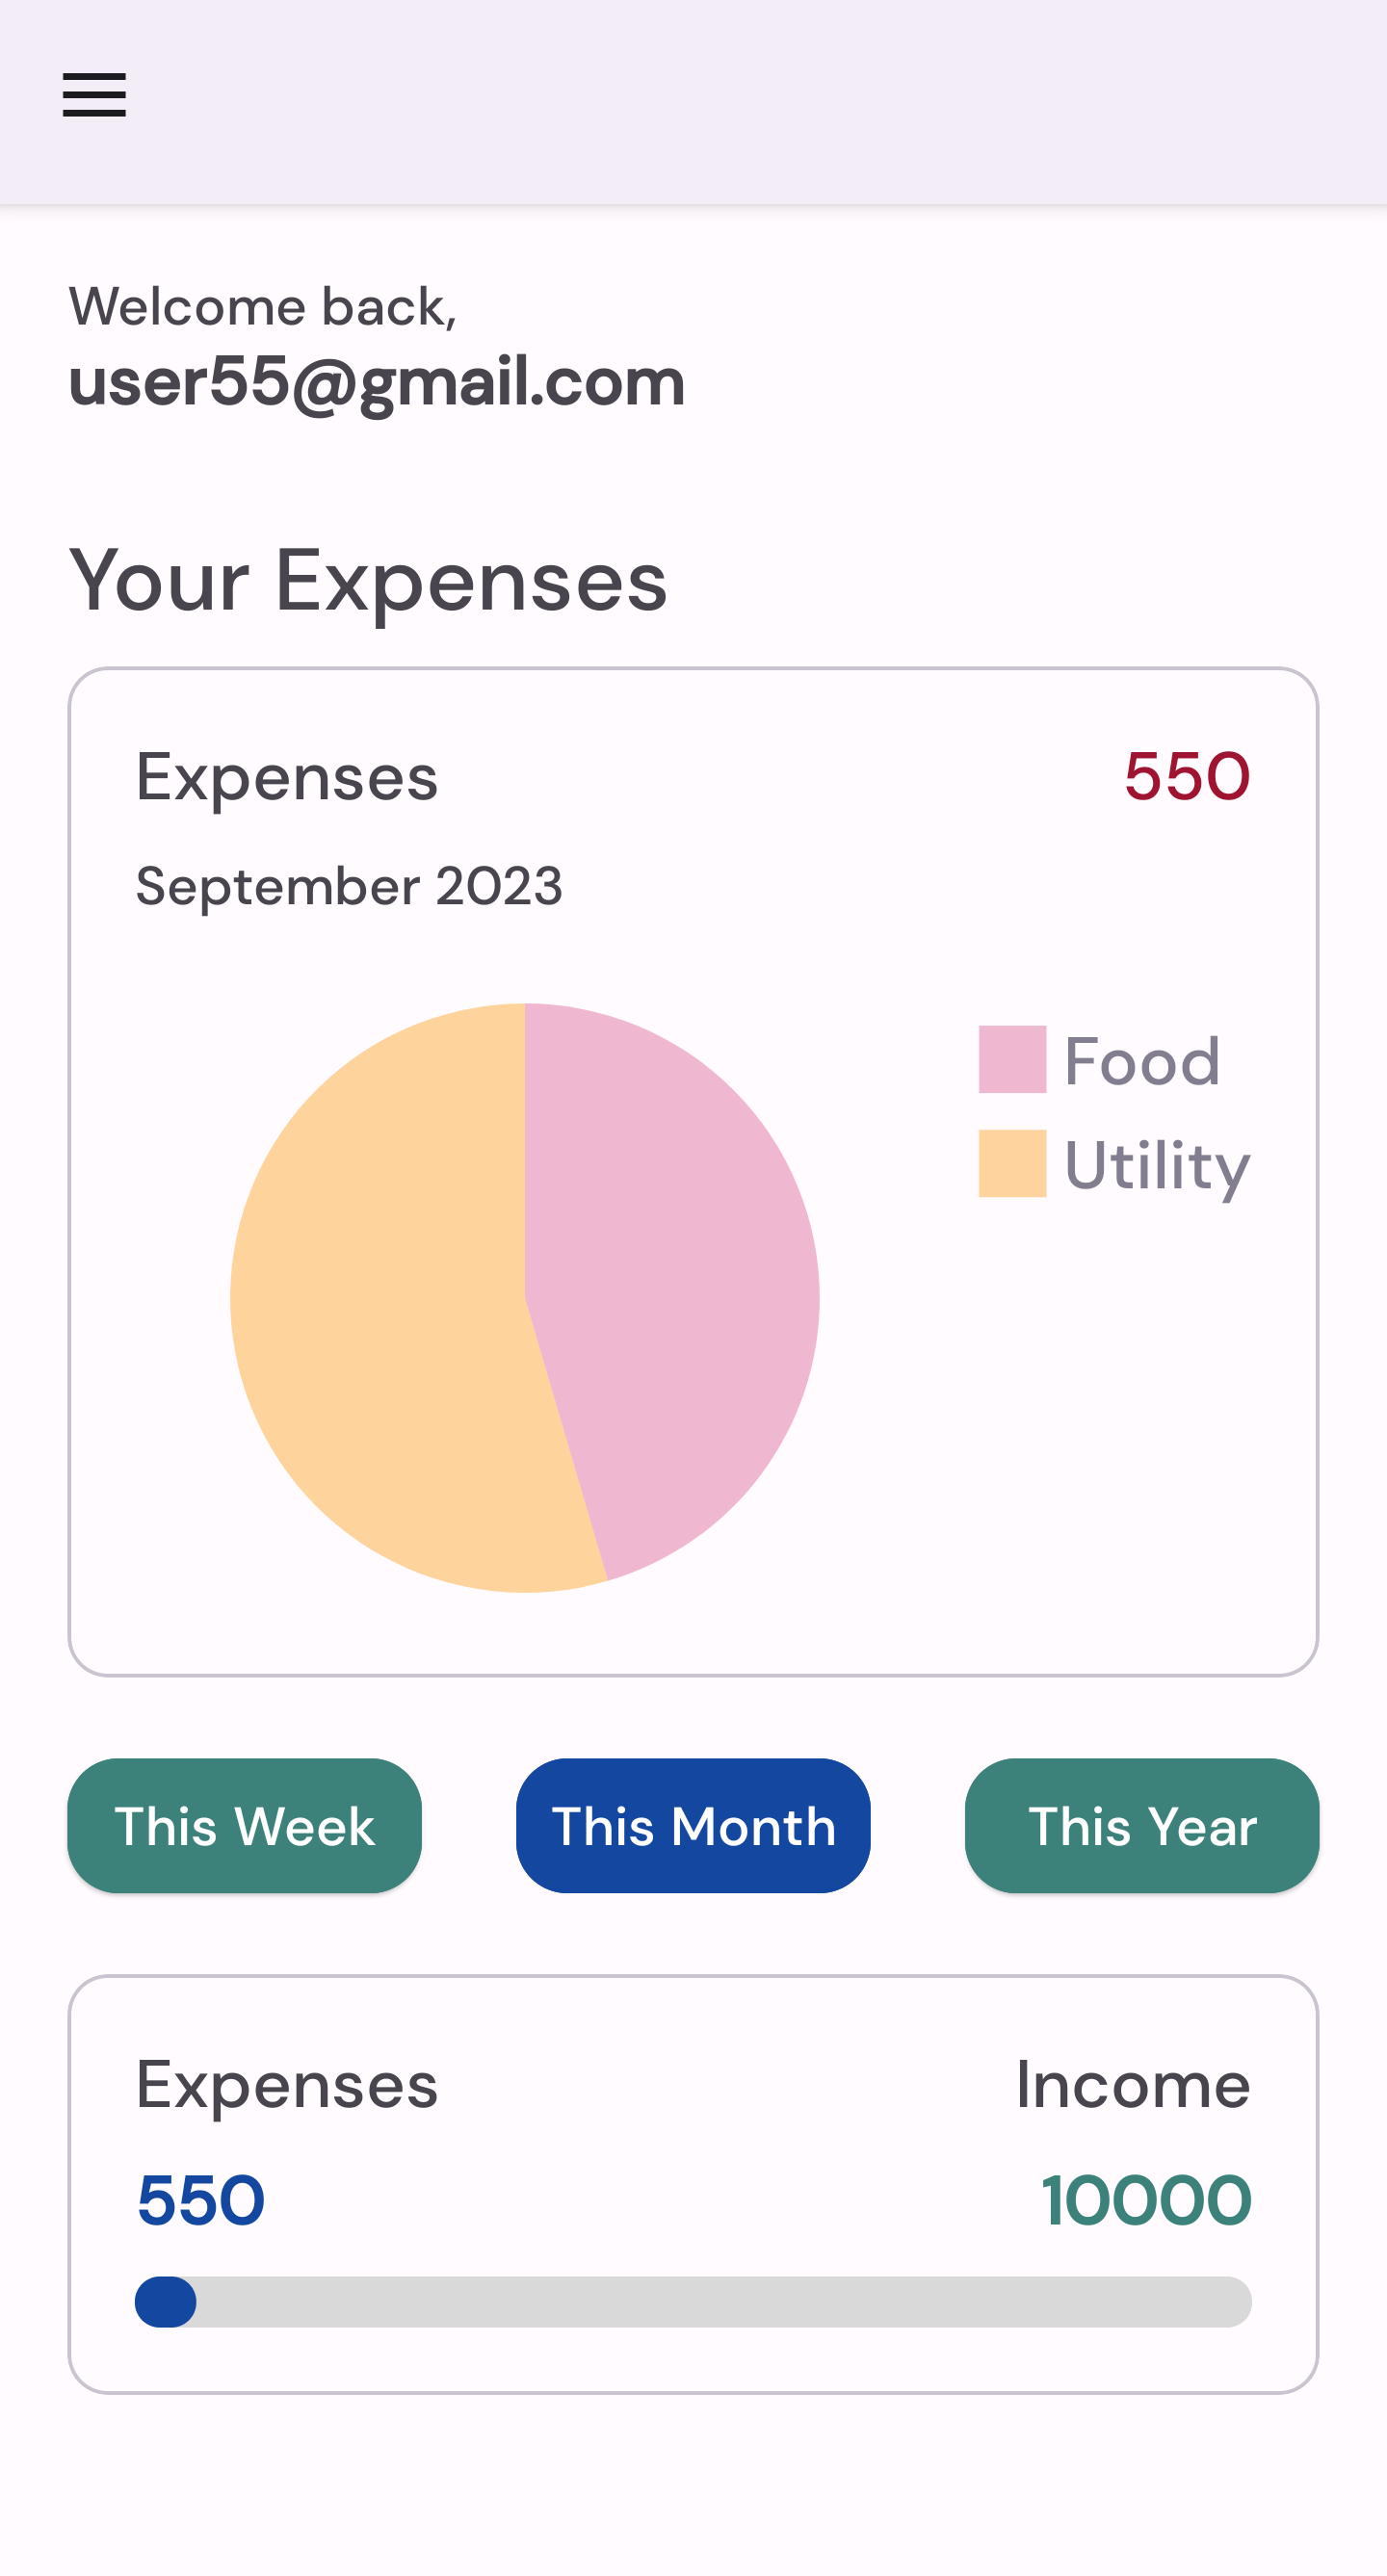 Welcome back,
user55@gmail.com
Your Expenses
Expenses 550
September 2023
Food
Utility
This Week This Month This Year
Expenses Income
550 10000